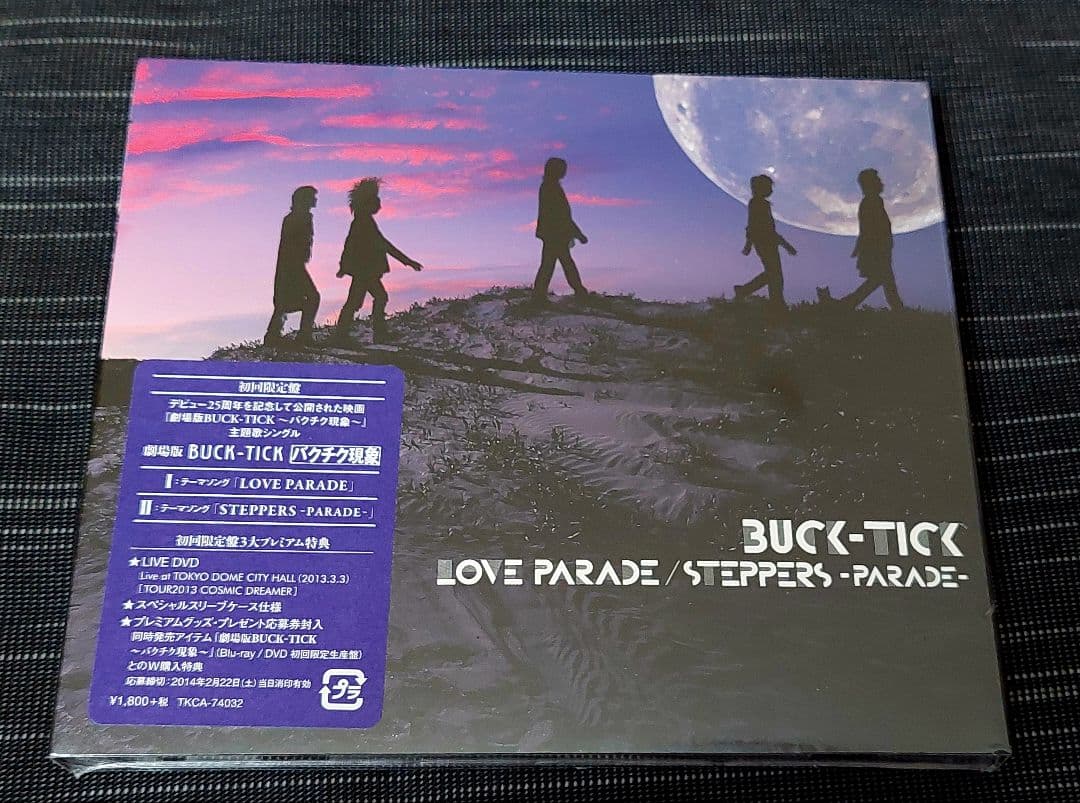 初回限定盤
デビュー25周年を記念して公開された映画
「劇場版BUCK-TICK ～バクチク現象～」
主題歌シングル
劇場版 BUCK-TICK バクチク現象
I:テーマソング「LOVE PARADE」
II:テーマソング「STEPPERS -PARADE-」
初回限定盤3大プレミアム特典
★LIVE DVD
Live at TOKYO DOME CITY HALL (2013.3.3)
[TOUR2013 COSMIC DREAMER]
★スペシャルスリーブケース仕様
★プレミアムグッズ・プレゼント応募券封入
同時発売アイテム「劇場版BUCK-TICK
～バクチク現象～」(Blu-ray / DVD 初回限定生産盤)
とのW購入特典
応募締切:2014年2月22日(土)当日消印有効
¥1,800+税 TKCA-74032
プラ
BUCK-TICK
LOVE PARADE / STEPPERS -PARADE-